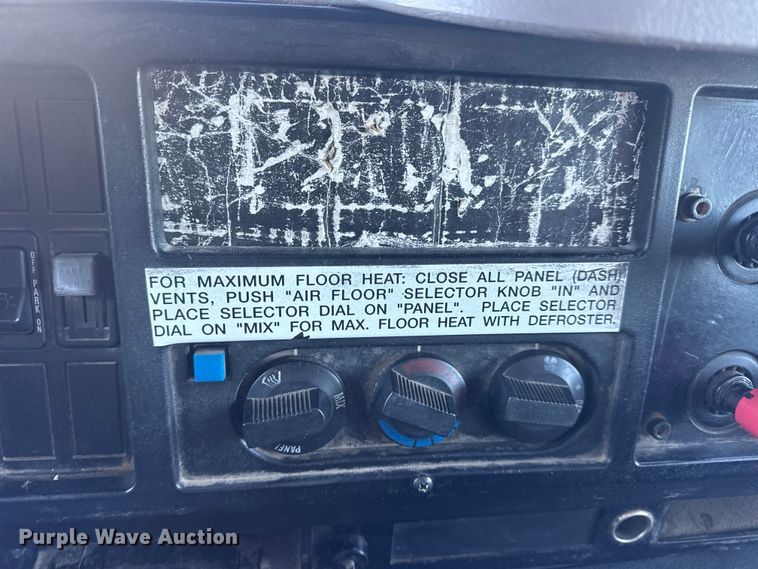 FOR MAXIMUM FLOOR HEAT: CLOSE ALL PANEL (DASH)
VENTS, PUSH "AIR FLOOR" SELECTOR KNOB "IN" AND
PLACE SELECTOR DIAL ON "PANEL". PLACE SELECTOR
DIAL ON "MIX" FOR MAX. FLOOR HEAT WITH DEFROSTER.
OFF PARK ON
MIX
PANEL
Purple Wave Auction